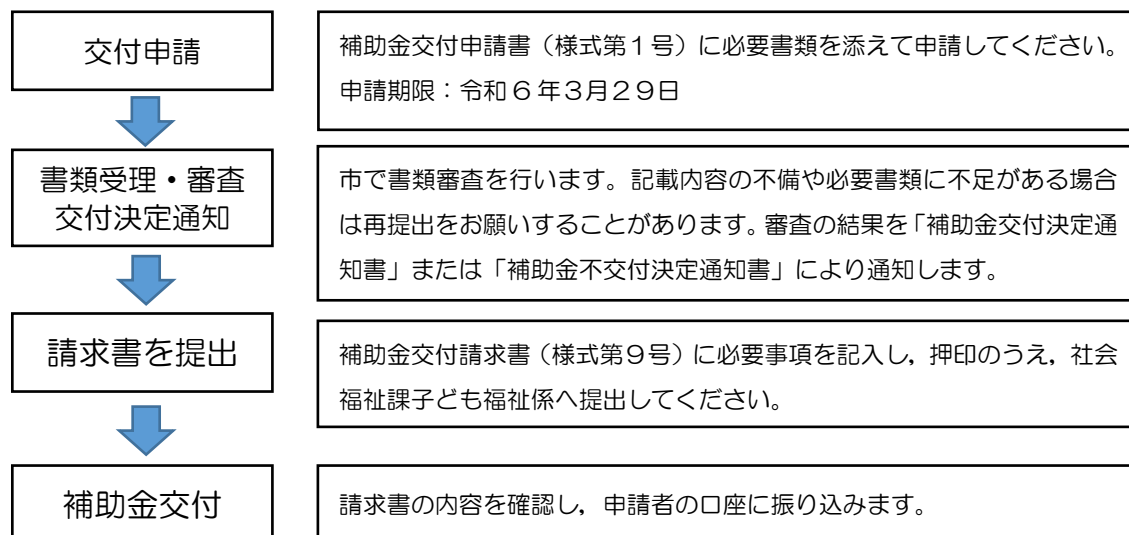 交付申請
補助金交付申請書（様式第１号）に必要書類を添えて申請してください。
申請期限：令和６年３月２９日
書類受理・審査
交付決定通知
市で書類審査を行います。記載内容の不備や必要書類に不足がある場合
は再提出をお願いすることがあります。審査の結果を「補助金交付決定通
知書」または「補助金不交付決定通知書」により通知します。
請求書を提出
補助金交付請求書（様式第９号）に必要事項を記入し，押印のうえ，社会
福祉課子ども福祉係へ提出してください。
補助金交付
請求書の内容を確認し，申請者の口座に振り込みます。